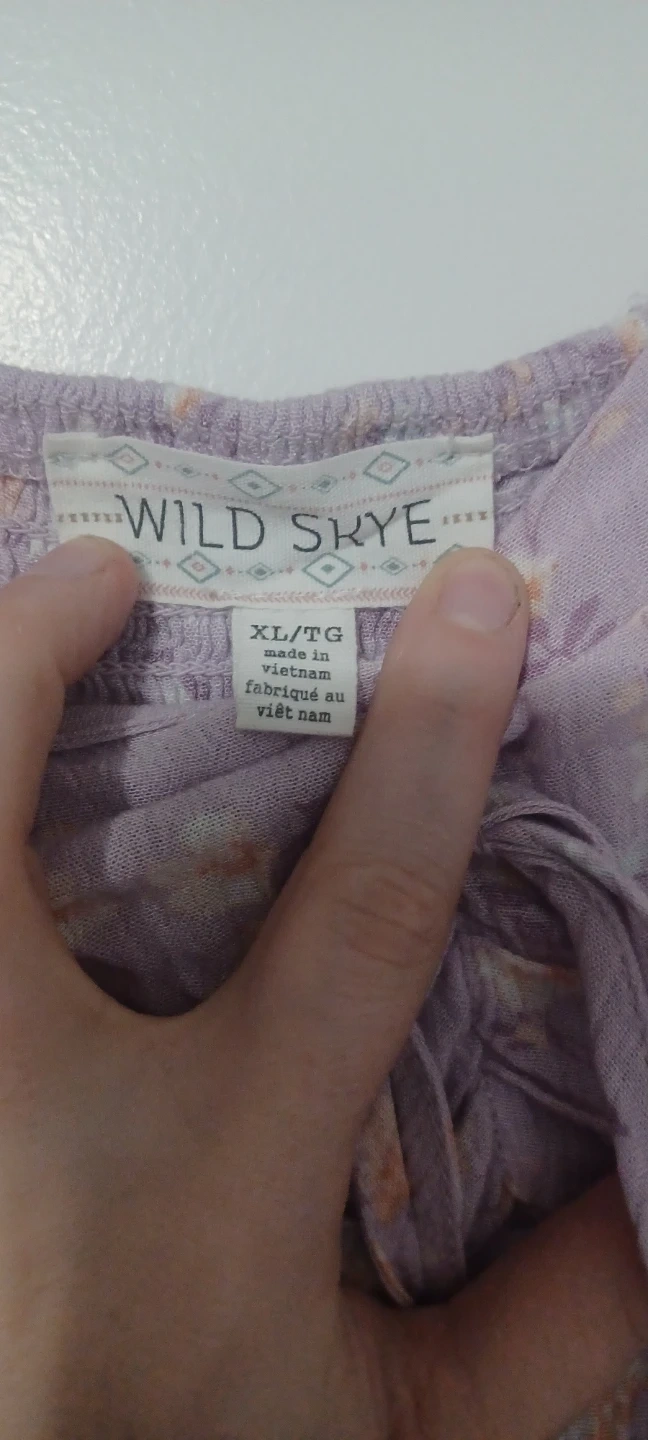 WILD SKYE
XL/TG
made in
vietnam
fabriqué au
viêt nam